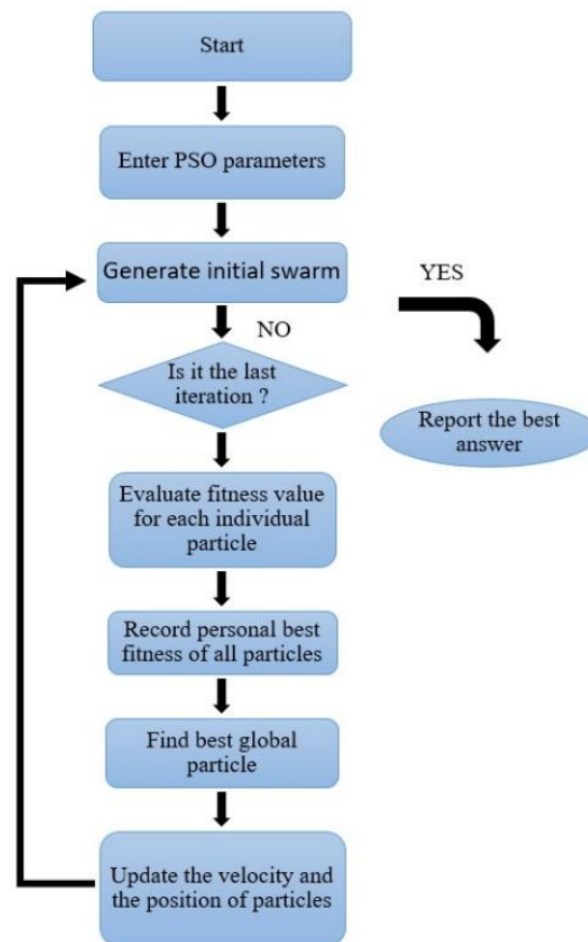 Start
Enter PSO parameters
Generate initial swarm
YES
NO
Is it the last
iteration ?
Report the best
answer
Evaluate fitness value
for each individual
particle
Record personal best
fitness of all particles
Find best global
particle
Update the velocity and
the position of particles